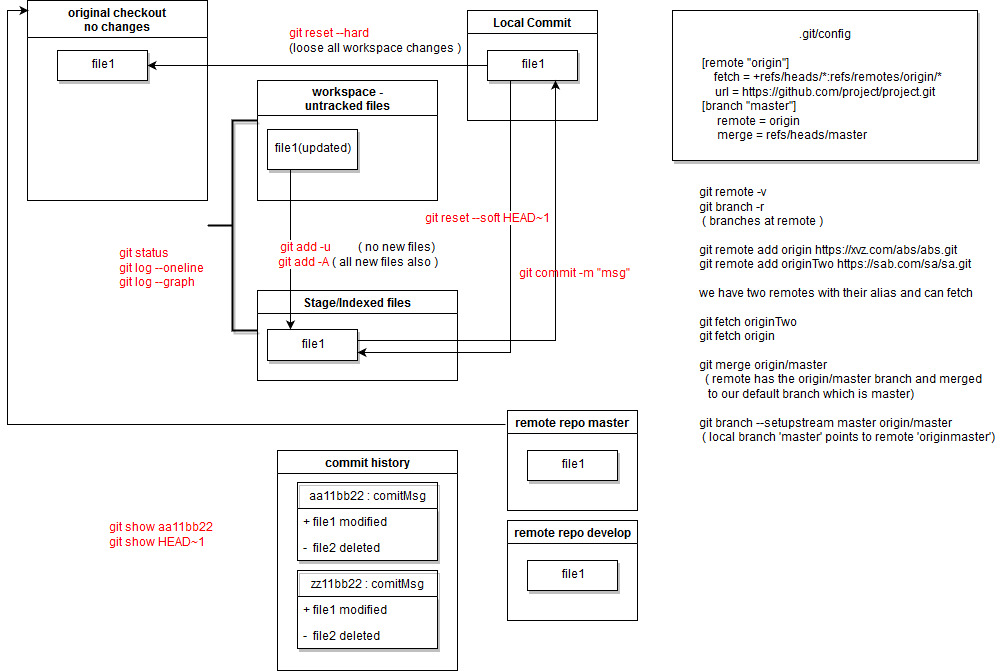 original checkout
no changes
file1
git reset --hard
(loose all workspace changes )
Local Commit
file1
workspace -
untracked files
file1(updated)
git reset --soft HEAD~1
git add -u ( no new files)
git add -A ( all new files also )
git status
git log --oneline
git log --graph
git commit -m "msg"
Stage/Indexed files
file1
remote repo master
file1
remote repo develop
file1
commit history
aa11bb22 : comitMsg
+ file1 modified
- file2 deleted
zz11bb22 : comitMsg
+ file1 modified
- file2 deleted
git show aa11bb22
git show HEAD~1
.git/config
[remote "origin"]
fetch = +refs/heads/*:refs/remotes/origin/*
url = https://github.com/project/project.git
[branch "master"]
remote = origin
merge = refs/heads/master
git remote -v
git branch -r
( branches at remote )
git remote add origin https://xvz.com/abs/abs.git
git remote add originTwo https://sab.com/sa/sa.git
we have two remotes with their alias and can fetch
git fetch originTwo
git fetch origin
git merge origin/master
( remote has the origin/master branch and merged
to our default branch which is master)
git branch --setupstream master origin/master
( local branch 'master' points to remote 'originmaster')